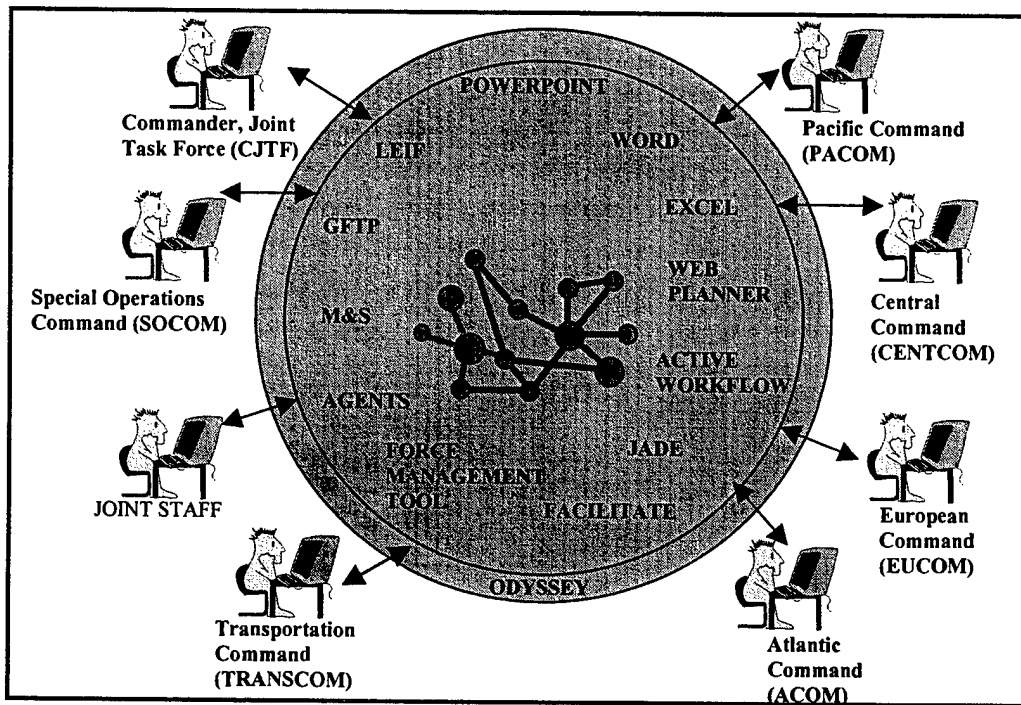 POWERPOINT
WORD
LEIF
EXCEL
GFTP
WEB
PLANNER
M&S
ACTIVE
WORKFLOW
AGENTS
JADE
FORCE
MANAGEMENT
TOOL
FACILITATE
ODYSSEY
Commander, Joint
Task Force (CJTF)
Special Operations
Command (SOCOM)
JOINT STAFF
Transportation
Command
(TRANSCOM)
Pacific Command
(PACOM)
Central
Command
(CENTCOM)
European
Command
(EUCOM)
Atlantic
Command
(ACOM)